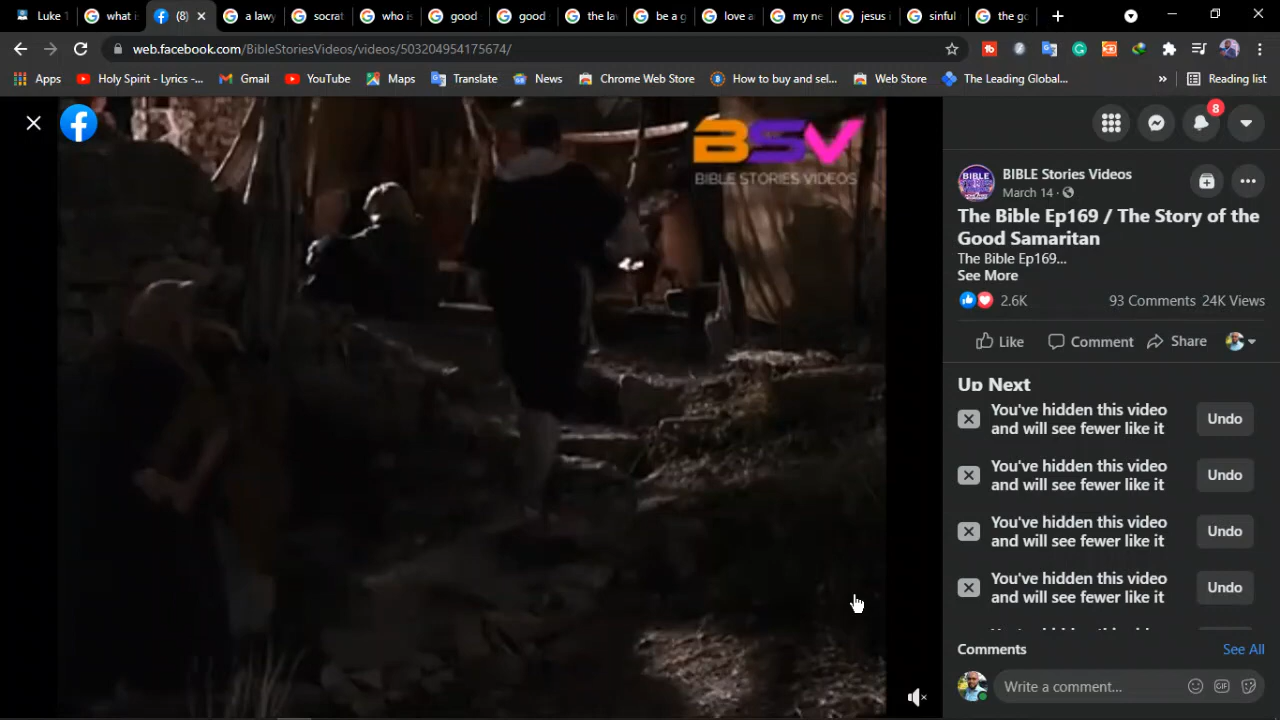 Luke 1
(8)
what i
a lawy
socrat
who is
good
good
the la
be a g
love a
my ne
jesus i
sinful
the go
web.facebook.com/BibleStoriesVideos/videos/503204954175674/
Apps
Holy Spirit - Lyrics -...
Gmail
YouTube
Maps
Translate
News
Chrome Web Store
How to buy and sel...
Web Store
The Leading Global...
»
Reading list
BSV
BIBLE STORIES VIDEOS
8
BIBLE Stories Videos
March 14 ·
The Bible Ep169 / The Story of the
Good Samaritan
The Bible Ep169...
See More
2.6K 93 Comments 24K Views
Like Comment Share
Up Next
You've hidden this video
and will see fewer like it
Undo
You've hidden this video
and will see fewer like it
Undo
You've hidden this video
and will see fewer like it
Undo
You've hidden this video
and will see fewer like it
Undo
Comments See All
Write a comment...
GIF